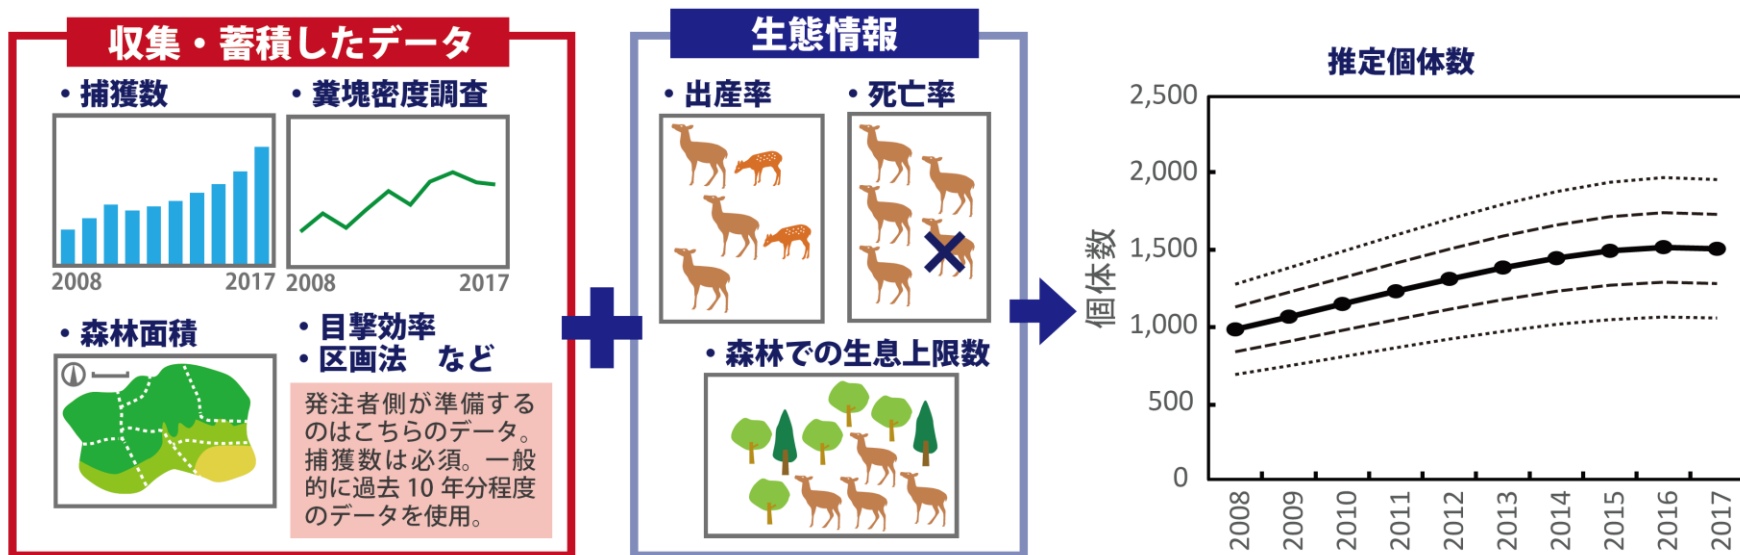 収集・蓄積したデータ
・捕獲数
・糞塊密度調査
2008
2017
2008
2017
・森林面積
・目撃効率
・区画法　など
発注者側が準備する
のはこちらのデータ。
捕獲数は必須。一般
的に過去 10 年分程度
のデータを使用。
生態情報
・出産率
・死亡率
・森林での生息上限数
推定個体数
個体数
2,500
2,000
1,500
1,000
500
0
2008
2009
2010
2011
2012
2013
2014
2015
2016
2017